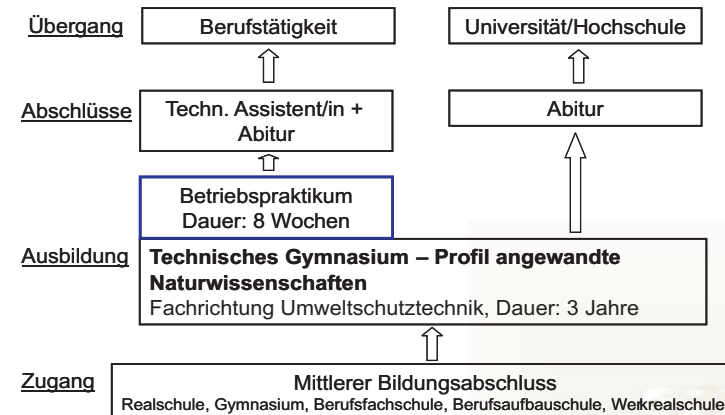 Übergang
Berufstätigkeit
Universität/Hochschule
Abschlüsse
Techn. Assistent/in +
Abitur
Abitur
Betriebspraktikum
Dauer: 8 Wochen
Ausbildung
Technisches Gymnasium – Profil angewandte
Naturwissenschaften
Fachrichtung Umweltschutztechnik, Dauer: 3 Jahre
Zugang
Mittlerer Bildungsabschluss
Realschule, Gymnasium, Berufsfachschule, Berufsaufbauschule, Werkrealschule